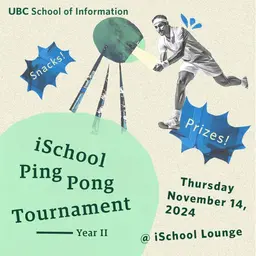 UBC School of Information
Snacks!
Prizes!
iSchool
Ping Pong
Tournament
Year II
Thursday
November 14,
2024
@ iSchool Lounge